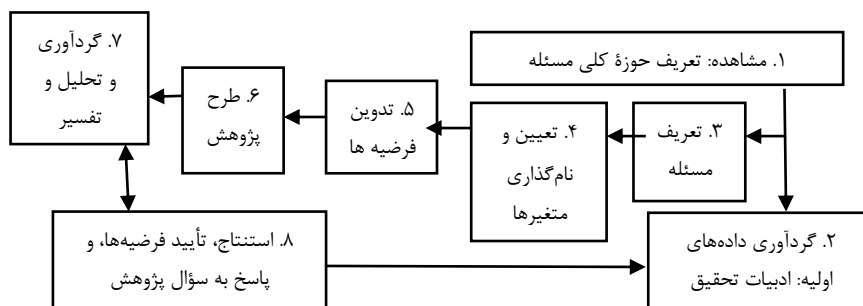 ۱. مشاهده: تعریف حوزهٔ کلی مسئله
۲. گردآوری داده‌های
اولیه: ادبیات تحقیق
۳. تعریف
مسئله
۴. تعیین و
نام‌گذاری
متغیرها
۵. تدوین
فرضیه ها
۶. طرح
پژوهش
۷. گردآوری
و تحلیل و
تفسیر
۸. استنتاج، تأیید فرضیه‌ها، و
پاسخ به سؤال پژوهش